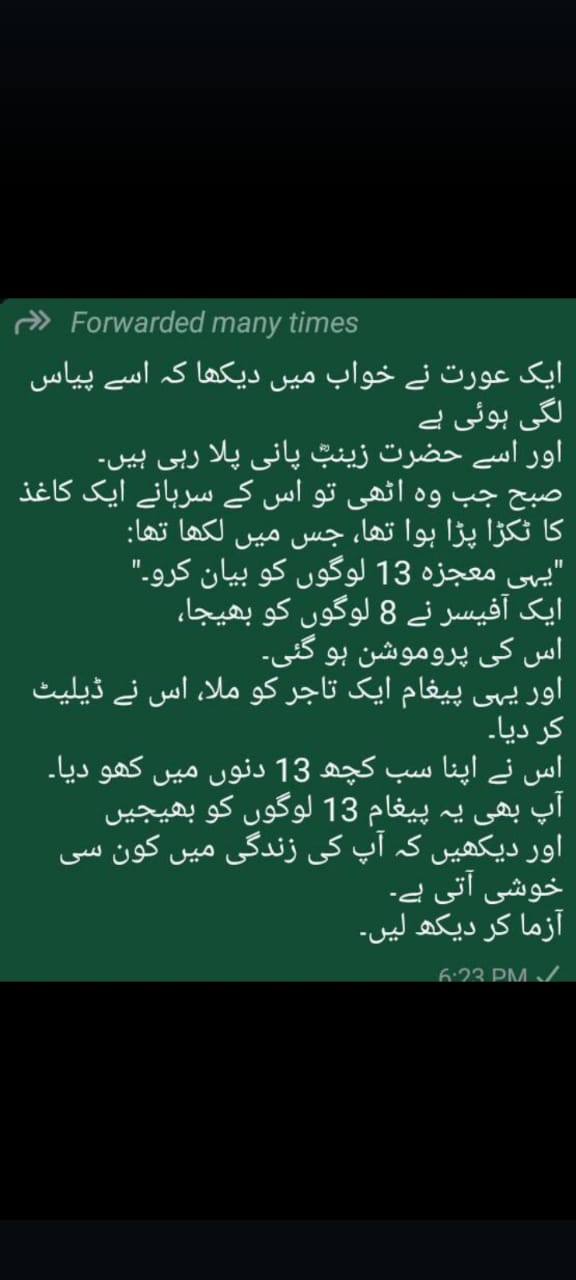 Forwarded many times
ایک عورت نے خواب میں دیکھا کہ اسے پیاس
لگی ہوئی ہے
اور اسے حضرت زینبؓ پانی پلا رہی ہیں۔
صبح جب وہ اٹھی تو اس کے سرہانے ایک کاغذ
کا ٹکڑا پڑا ہوا تھا، جس میں لکھا تھا:
"یہی معجزہ 13 لوگوں کو بیان کرو۔"
ایک آفیسر نے 8 لوگوں کو بھیجا،
اس کی پروموشن ہو گئی۔
اور یہی پیغام ایک تاجر کو ملا، اس نے ڈیلیٹ
کر دیا۔
اس نے اپنا سب کچھ 13 دنوں میں کھو دیا۔
آپ بھی یہ پیغام 13 لوگوں کو بھیجیں
اور دیکھیں کہ آپ کی زندگی میں کون سی
خوشی آتی ہے۔
آزما کر دیکھ لیں۔
6:23 PM